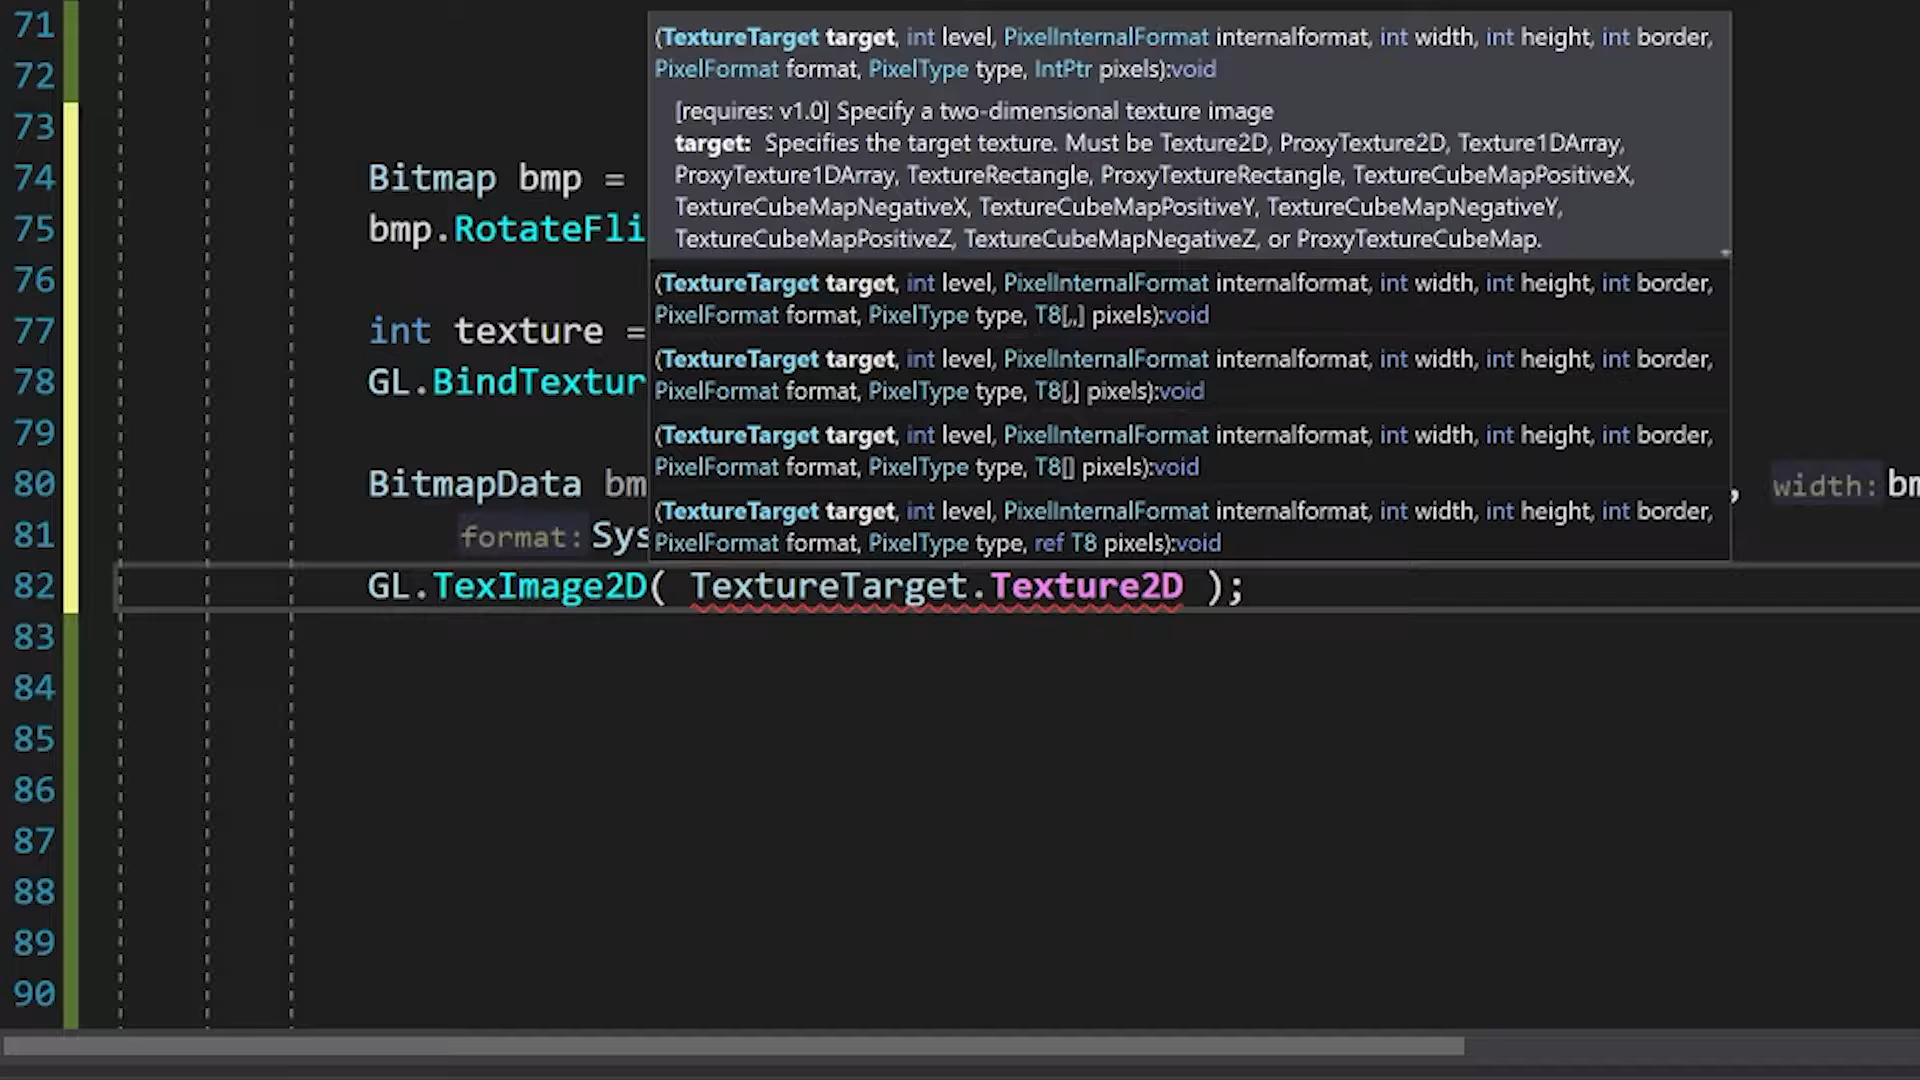 71
72
73
74 Bitmap bmp =
75 bmp.RotateFli
76
77 int texture =
78 GL.BindTextur
79
80 BitmapData bm , width: bm
81 format: Sys
82 GL.TexImage2D( TextureTarget.Texture2D );
83
84
85
86
87
88
89
90
(TextureTarget target, int level, PixelInternalFormat internalformat, int width, int height, int border,
PixelFormat format, PixelType type, IntPtr pixels):void
[requires: v1.0] Specify a two-dimensional texture image
target: Specifies the target texture. Must be Texture2D, ProxyTexture2D, Texture1DArray,
ProxyTexture1DArray, TextureRectangle, ProxyTextureRectangle, TextureCubeMapPositiveX,
TextureCubeMapNegativeX, TextureCubeMapPositiveY, TextureCubeMapNegativeY,
TextureCubeMapPositiveZ, TextureCubeMapNegativeZ, or ProxyTextureCubeMap.
(TextureTarget target, int level, PixelInternalFormat internalformat, int width, int height, int border,
PixelFormat format, PixelType type, T8[,,] pixels):void
(TextureTarget target, int level, PixelInternalFormat internalformat, int width, int height, int border,
PixelFormat format, PixelType type, T8[,] pixels):void
(TextureTarget target, int level, PixelInternalFormat internalformat, int width, int height, int border,
PixelFormat format, PixelType type, T8[] pixels):void
(TextureTarget target, int level, PixelInternalFormat internalformat, int width, int height, int border,
PixelFormat format, PixelType type, ref T8 pixels):void